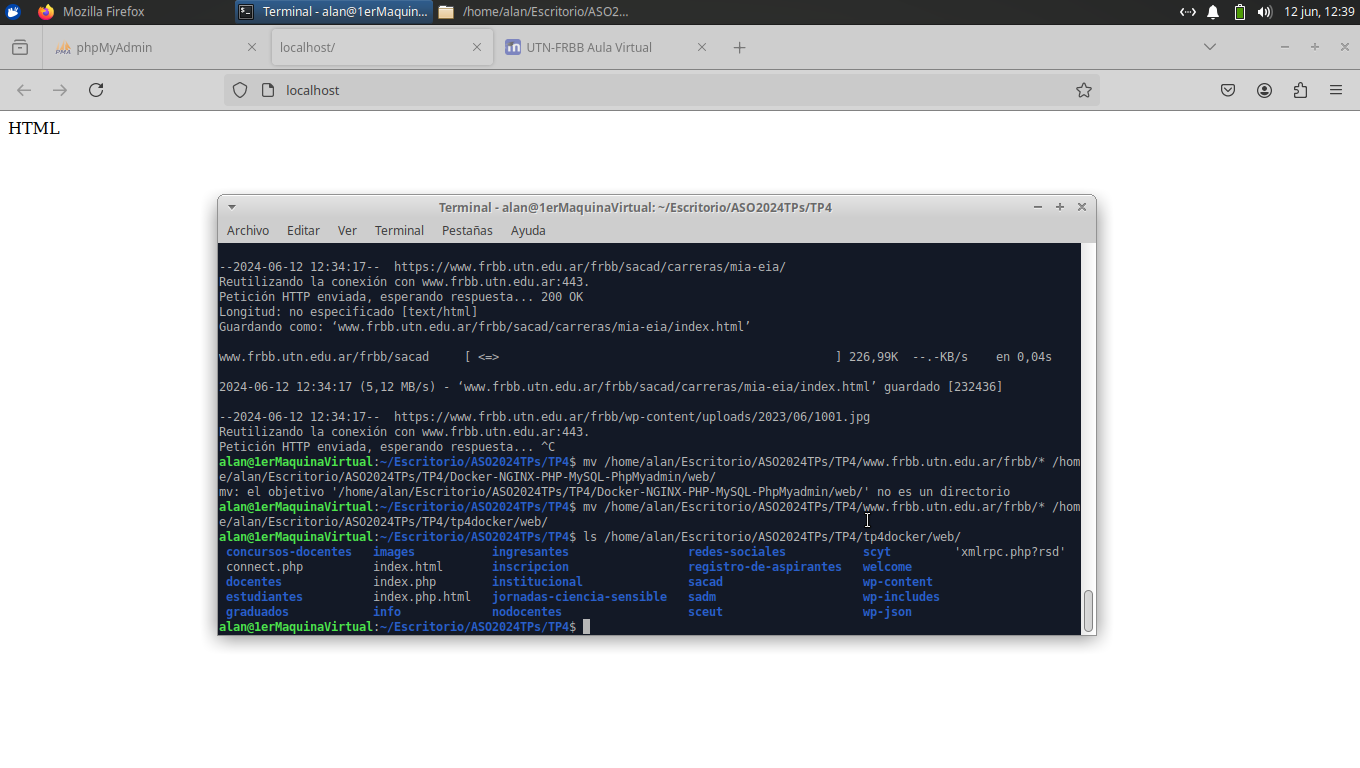 Mozilla Firefox
Terminal - alan@1erMaquin...
/home/alan/Escritorio/ASO2...
12 jun, 12:39
phpMyAdmin
localhost/
UTN-FRBB Aula Virtual
localhost
HTML
Terminal - alan@1erMaquinaVirtual: ~/Escritorio/ASO2024TPs/TP4
Archivo Editar Ver Terminal Pestañas Ayuda
--2024-06-12 12:34:17--  https://www.frbb.utn.edu.ar/frbb/sacad/carreras/mia-eia/
Reutilizando la conexión con www.frbb.utn.edu.ar:443.
Petición HTTP enviada, esperando respuesta... 200 OK
Longitud: no especificado [text/html]
Guardando como: ‘www.frbb.utn.edu.ar/frbb/sacad/carreras/mia-eia/index.html’
www.frbb.utn.edu.ar/frbb/sacad     [ <=>                                               ] 226,99K  --.-KB/s    en 0,04s
2024-06-12 12:34:17 (5,12 MB/s) - ‘www.frbb.utn.edu.ar/frbb/sacad/carreras/mia-eia/index.html’ guardado [232436]
--2024-06-12 12:34:17--  https://www.frbb.utn.edu.ar/frbb/wp-content/uploads/2023/06/1001.jpg
Reutilizando la conexión con www.frbb.utn.edu.ar:443.
Petición HTTP enviada, esperando respuesta... ^C
alan@1erMaquinaVirtual:~/Escritorio/ASO2024TPs/TP4$ mv /home/alan/Escritorio/ASO2024TPs/TP4/www.frbb.utn.edu.ar/frbb/* /hom
e/alan/Escritorio/ASO2024TPs/TP4/Docker-NGINX-PHP-MySQL-PhpMyadmin/web/
mv: el objetivo '/home/alan/Escritorio/ASO2024TPs/TP4/Docker-NGINX-PHP-MySQL-PhpMyadmin/web/' no es un directorio
alan@1erMaquinaVirtual:~/Escritorio/ASO2024TPs/TP4$ mv /home/alan/Escritorio/ASO2024TPs/TP4/www.frbb.utn.edu.ar/frbb/* /hom
e/alan/Escritorio/ASO2024TPs/TP4/tp4docker/web/
alan@1erMaquinaVirtual:~/Escritorio/ASO2024TPs/TP4$ ls /home/alan/Escritorio/ASO2024TPs/TP4/tp4docker/web/
concursos-docentes   images          ingresantes                redes-sociales          scyt         'xmlrpc.php?rsd'
connect.php          index.html      inscripcion                registro-de-aspirantes  welcome
docentes             index.php       institucional              sacad                   wp-content
estudiantes          index.php.html  jornadas-ciencia-sensible  sadm                    wp-includes
graduados            info            nodocentes                 sceut                   wp-json
alan@1erMaquinaVirtual:~/Escritorio/ASO2024TPs/TP4$